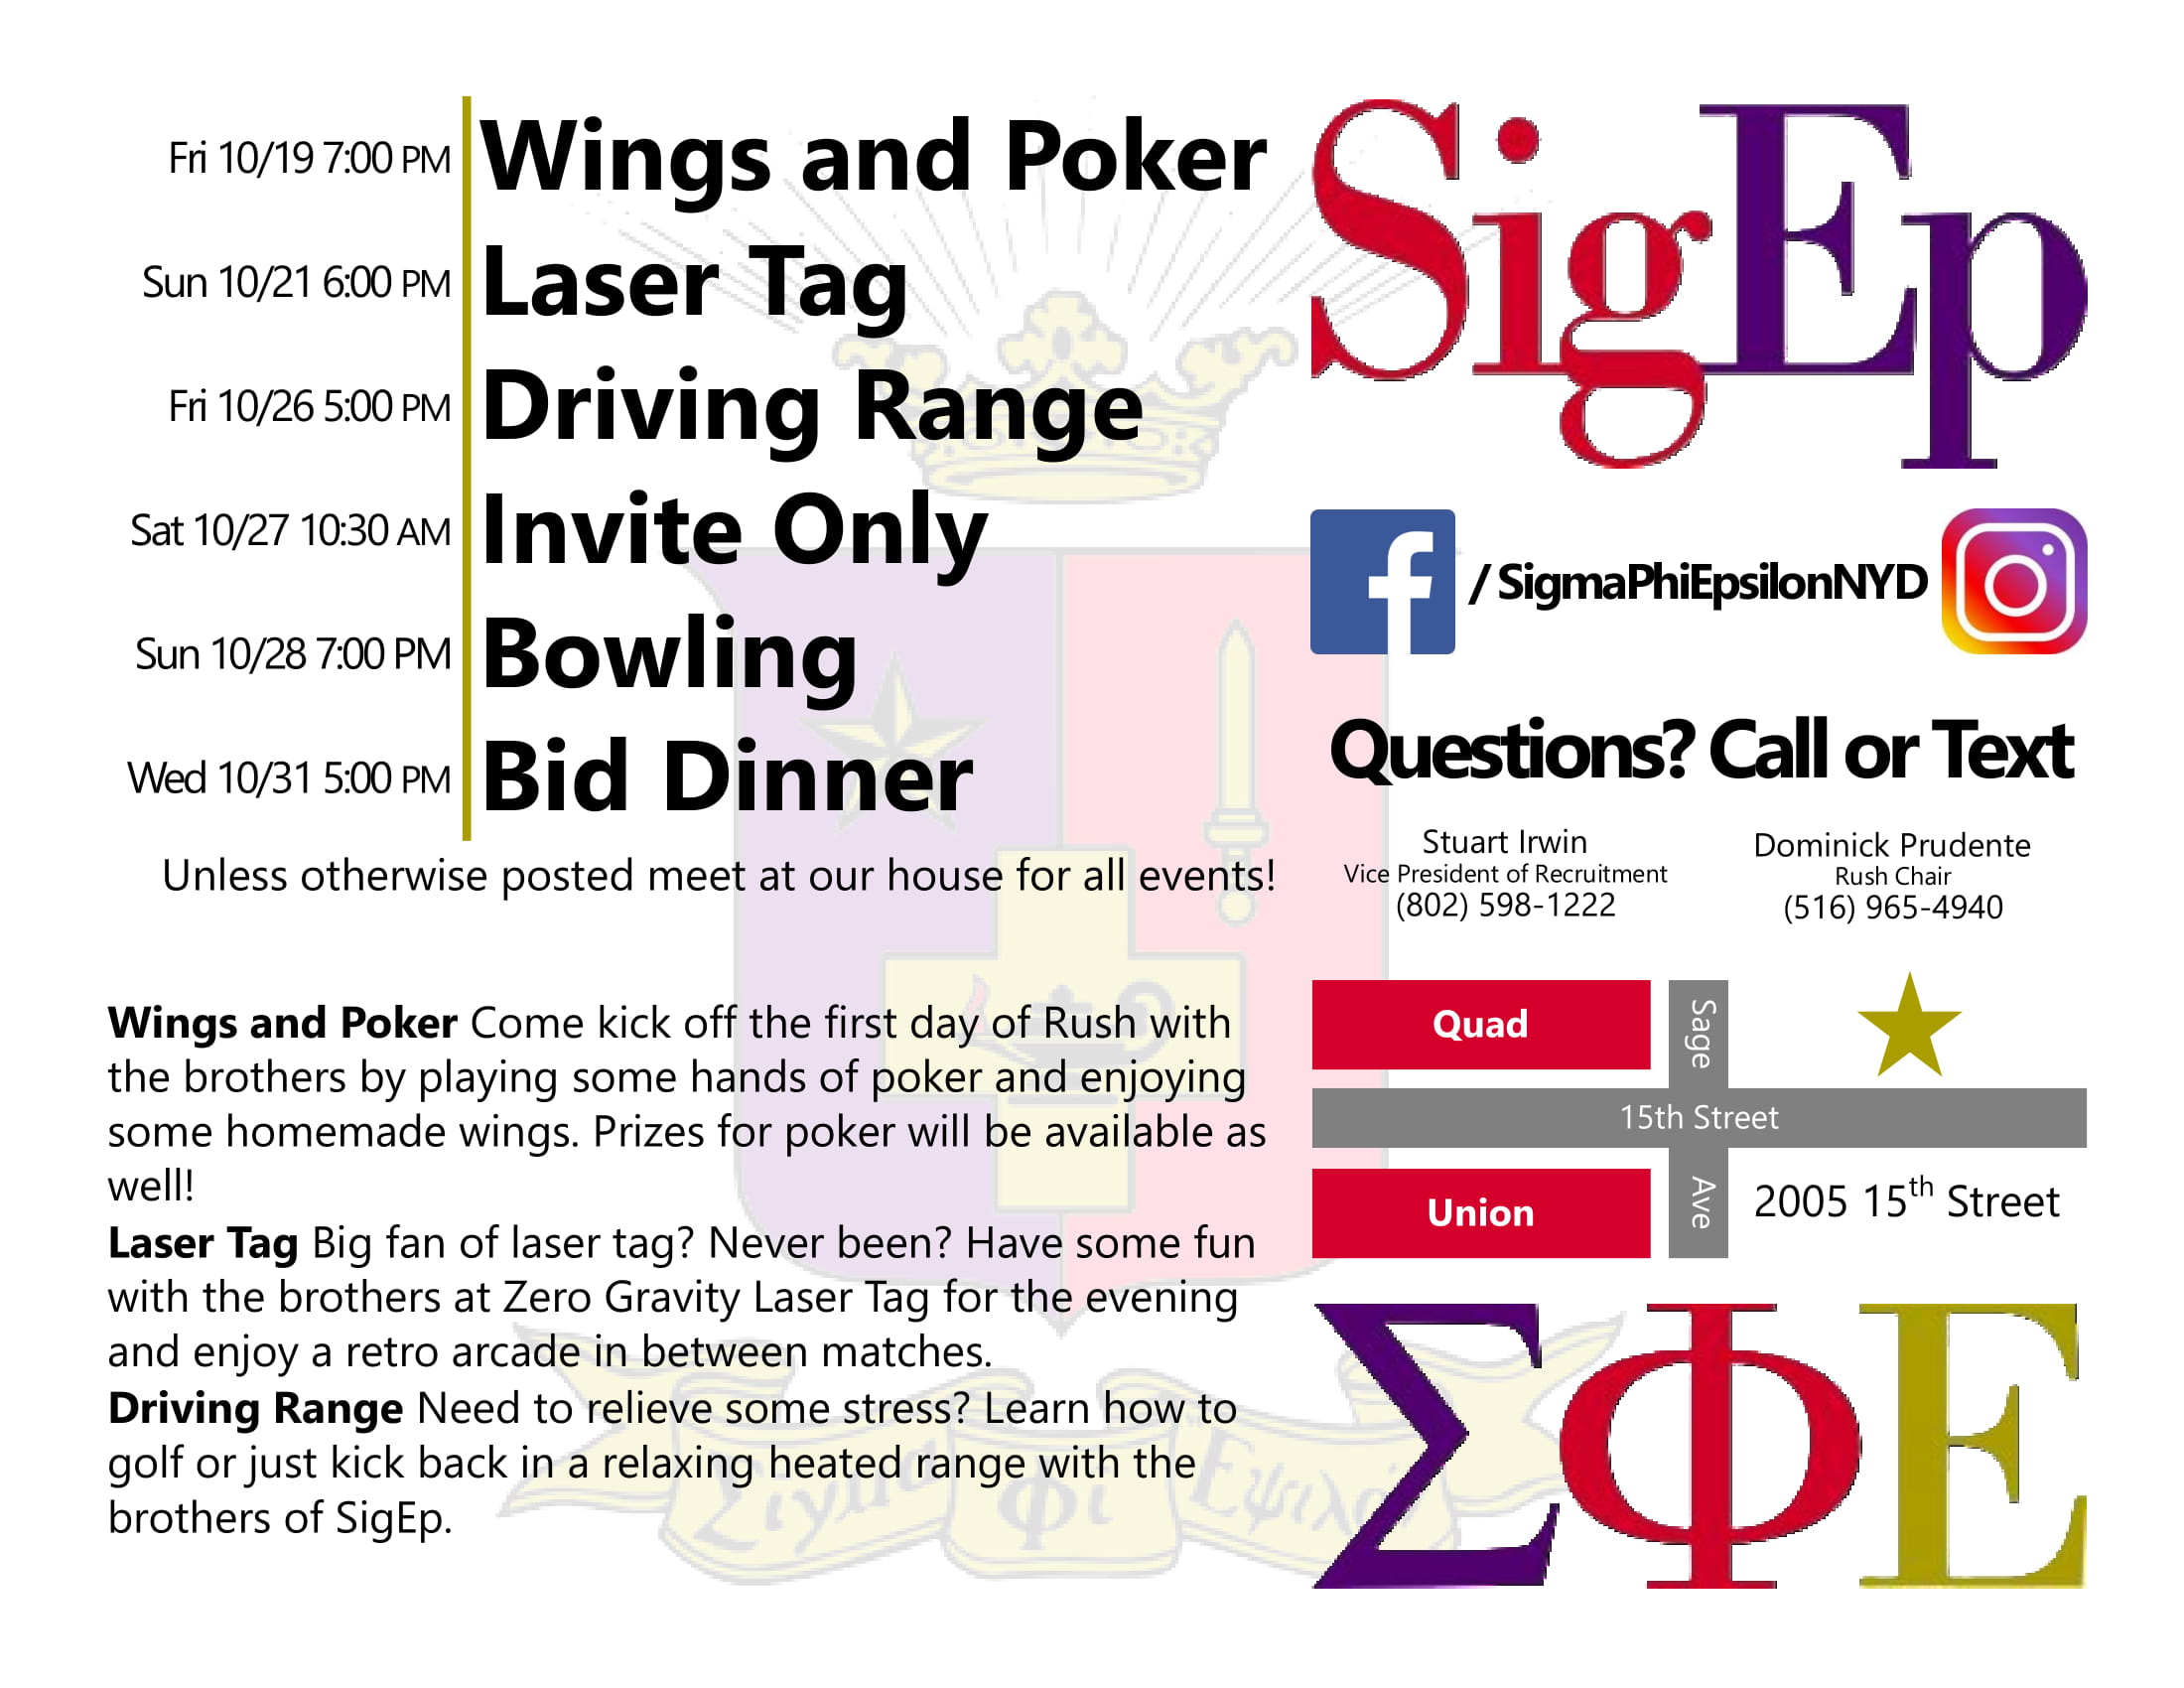 Fri 10/19 7:00 PM Wings and Poker
Sun 10/21 6:00 PM Laser Tag
Fri 10/26 5:00 PM Driving Range
Sat 10/27 10:30 AM Invite Only
Sun 10/28 7:00 PM Bowling
Wed 10/31 5:00 PM Bid Dinner
Unless otherwise posted meet at our house for all events!
Wings and Poker Come kick off the first day of Rush with
the brothers by playing some hands of poker and enjoying
some homemade wings. Prizes for poker will be available as
well!
Laser Tag Big fan of laser tag? Never been? Have some fun
with the brothers at Zero Gravity Laser Tag for the evening
and enjoy a retro arcade in between matches.
Driving Range Need to relieve some stress? Learn how to
golf or just kick back in a relaxing heated range with the
brothers of SigEp.
Σιγμα Φι Εψιλον
SigEp
f / SigmaPhiEpsilonNYD
Questions? Call or Text
Stuart Irwin
Vice President of Recruitment
(802) 598-1222
Dominick Prudente
Rush Chair
(516) 965-4940
Quad
Sage Ave
15th Street
Union
2005 15th Street
ΣΦΕ